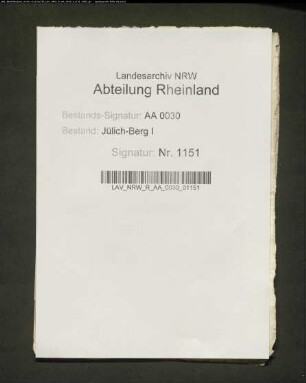 Landesarchiv NRW
Abteilung Rheinland
Bestands-Signatur: AA 0030
Bestand: Jülich-Berg I
Signatur: Nr. 1151
LAV_NRW_R_AA_0030_01151